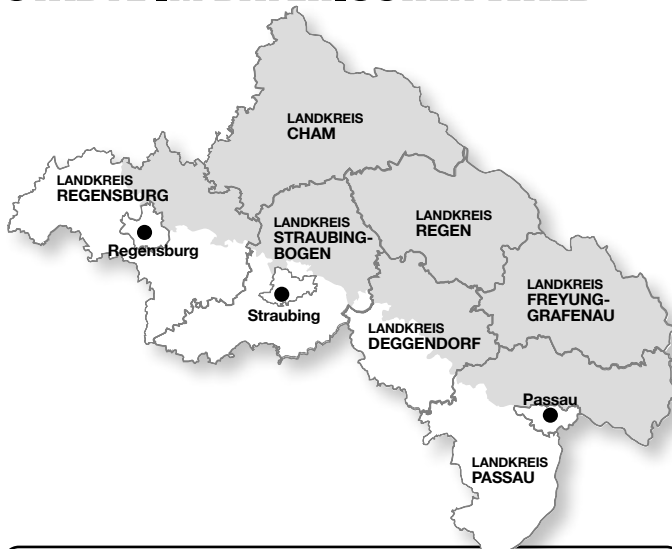 LANDKREIS
CHAM
LANDKREIS
REGENSBURG
Regensburg
LANDKREIS
STRAUBING-
BOGEN
Straubing
LANDKREIS
REGEN
LANDKREIS
FREYUNG-
GRAFENAU
LANDKREIS
DEGGENDORF
Passau
LANDKREIS
PASSAU